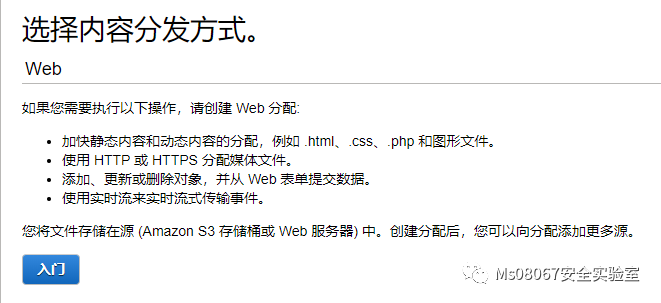 选择内容分发方式。
Web
如果您需要执行以下操作，请创建 Web 分配:
加快静态内容和动态内容的分配，例如 .html、.css、.php 和图形文件。
使用 HTTP 或 HTTPS 分配媒体文件。
添加、更新或删除对象，并从 Web 表单提交数据。
使用实时流来实时流式传输事件。
您将文件存储在源 (Amazon S3 存储桶或 Web 服务器) 中。创建分配后，您可以向分配添加更多源。
入门
Ms08067安全实验室